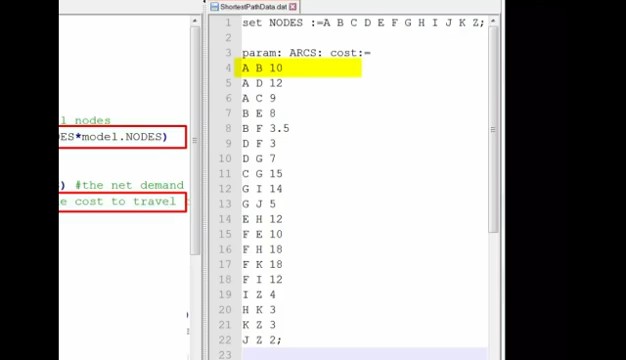 ShortestPathData.dat
l nodes
DES*model.NODES)
) #the net demand
e cost to travel
1 set NODES :=A B C D E F G H I J K Z;
2
3 param: ARCS: cost:=
4 A B 10
5 A D 12
6 A C 9
7 B E 8
8 B F 3.5
9 D F 3
10 D G 7
11 C G 15
12 G I 14
13 G J 5
14 E H 12
15 F E 10
16 F H 18
17 F K 18
18 F I 12
19 I Z 4
20 H K 3
21 K Z 3
22 J Z 2;
23